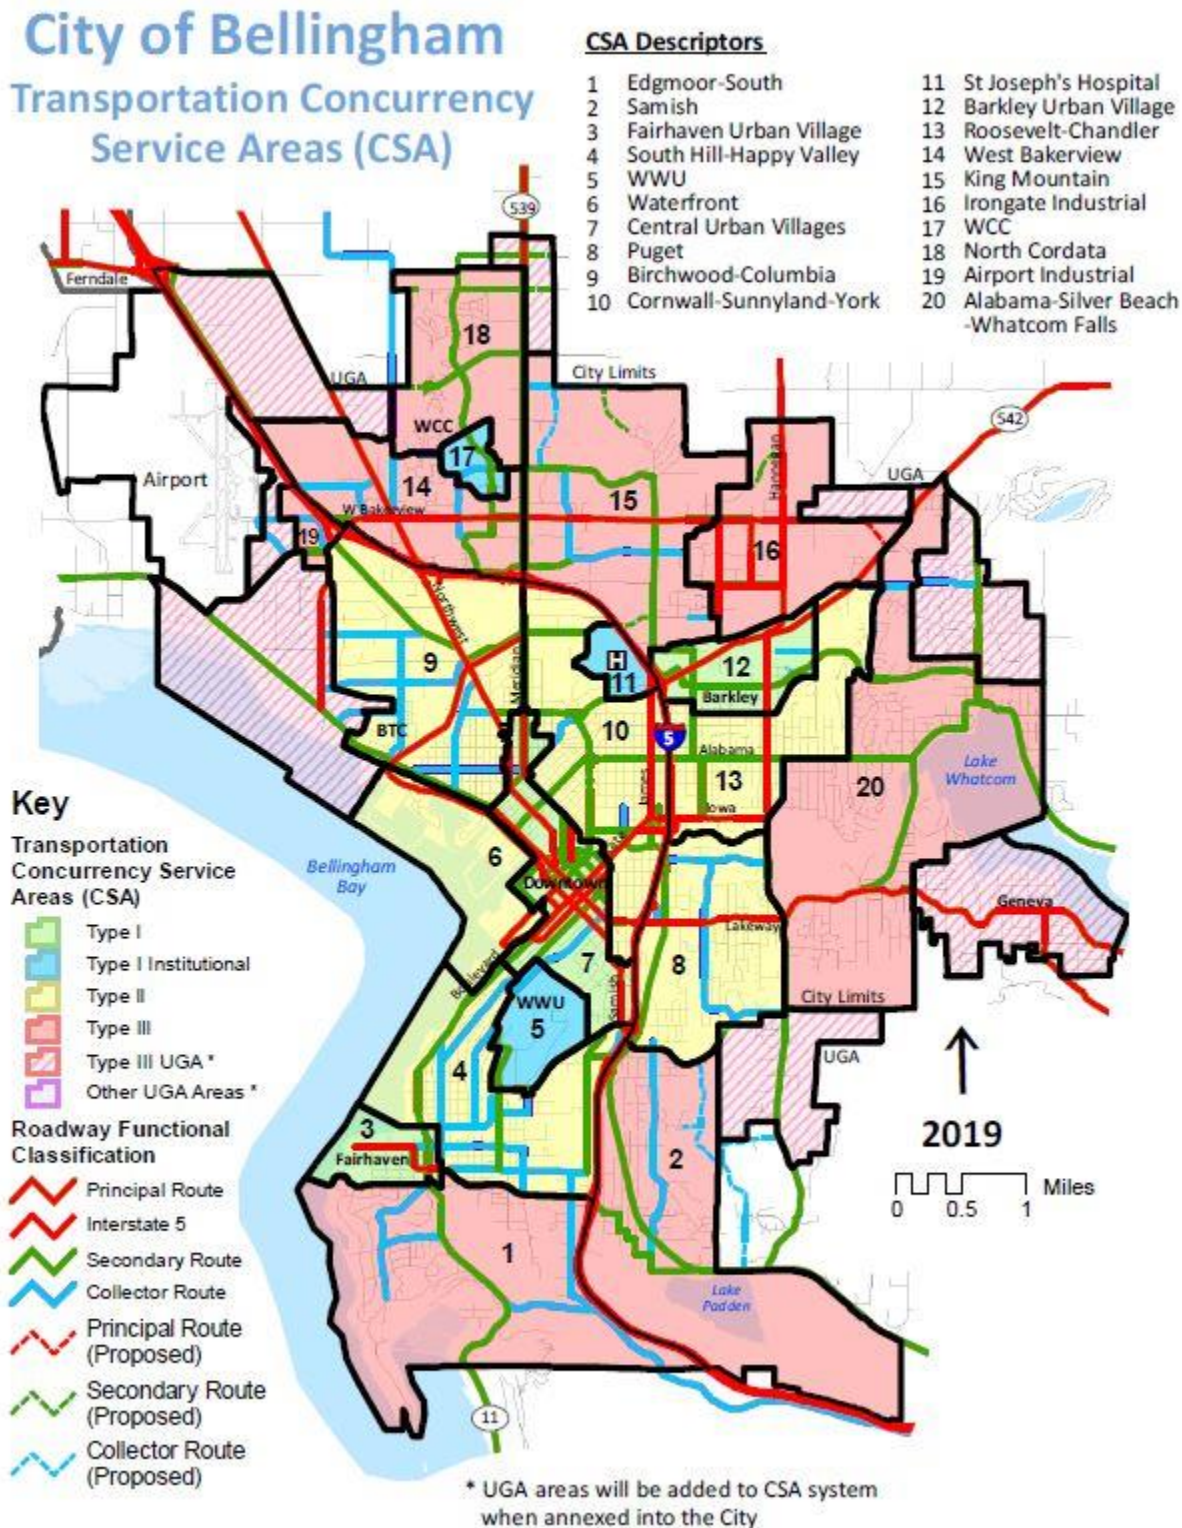 City of Bellingham
Transportation Concurrency
Service Areas (CSA)
CSA Descriptors
1 Edgmoor-South
2 Samish
3 Fairhaven Urban Village
4 South Hill-Happy Valley
5 WWU
6 Waterfront
7 Central Urban Villages
8 Puget
9 Birchwood-Columbia
10 Cornwall-Sunnyland-York
11 St Joseph's Hospital
12 Barkley Urban Village
13 Roosevelt-Chandler
14 West Bakerview
15 King Mountain
16 Irongate Industrial
17 WCC
18 North Cordata
19 Airport Industrial
20 Alabama-Silver Beach
-Whatcom Falls
539
Ferndale
18
UGA
City Limits
542
WCC
17
Hannegan
UGA
Airport
14
15
W Bakerview
19
16
Northwest
9
Meridian
H
11
12
Barkley
BTC
10
5
Alabama
Lake
Whatcom
13
20
James
Iowa
Key
Transportation
Concurrency Service
Areas (CSA)
Type I
Type I Institutional
Type II
Type III
Type III UGA *
Other UGA Areas *
Bellingham
Bay
6
Downtown
State
Geneva
Lakeway
Boulevard
7
8
WWU
5
Samish
City Limits
UGA
4
3
Fairhaven
2
2019
Miles
0 0.5 1
Roadway Functional
Classification
Principal Route
Interstate 5
Secondary Route
Collector Route
Principal Route
(Proposed)
Secondary Route
(Proposed)
Collector Route
(Proposed)
1
Lake
Padden
11
* UGA areas will be added to CSA system
when annexed into the City